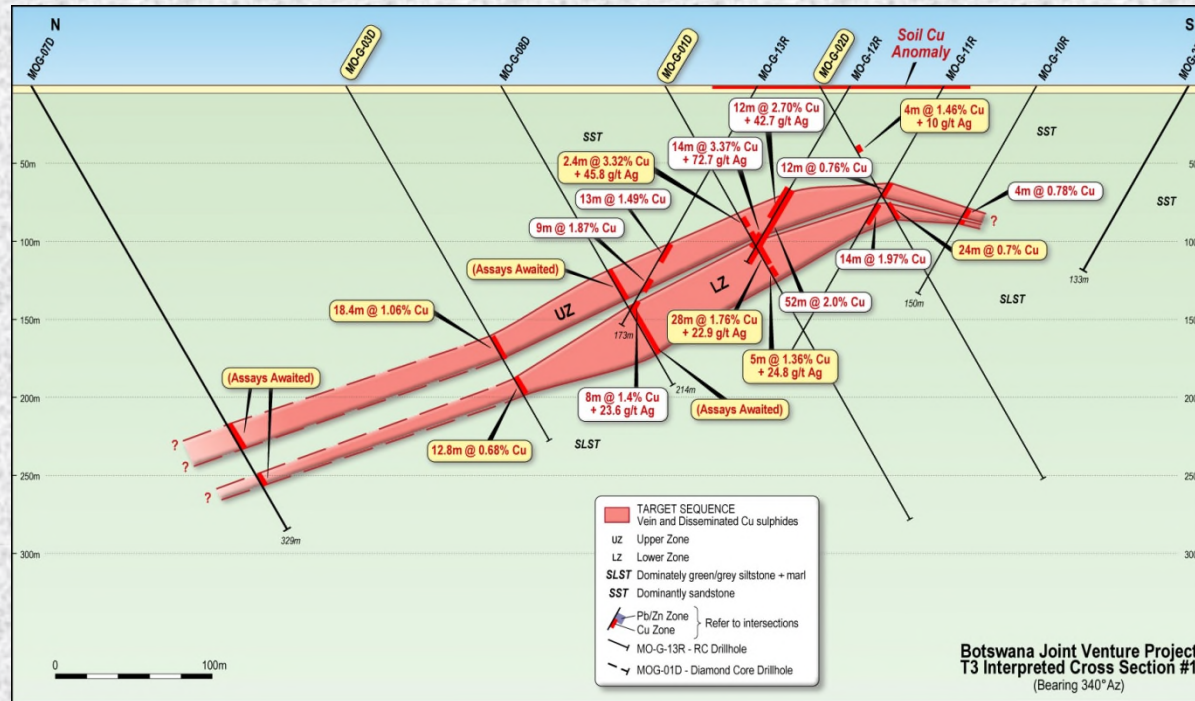 N
S
MOG-07D
MO-G-03D
MO-G-08D
MO-G-01D
MO-G-13R
MO-G-02D
MO-G-12R
MO-G-11R
MO-G-10R
Soil Cu
Anomaly
12m @ 2.70% Cu
+ 42.7 g/t Ag
4m @ 1.46% Cu
+ 10 g/t Ag
SST
SST
14m @ 3.37% Cu
+ 72.7 g/t Ag
2.4m @ 3.32% Cu
+ 45.8 g/t Ag
12m @ 0.76% Cu
50m
13m @ 1.49% Cu
4m @ 0.78% Cu
SST
9m @ 1.87% Cu
?
100m
24m @ 0.7% Cu
(Assays Awaited)
14m @ 1.97% Cu
133m
UZ
LZ
52m @ 2.0% Cu
150m
SLST
18.4m @ 1.06% Cu
150m
173m
28m @ 1.76% Cu
+ 22.9 g/t Ag
5m @ 1.36% Cu
+ 24.8 g/t Ag
(Assays Awaited)
214m
8m @ 1.4% Cu
+ 23.6 g/t Ag
(Assays Awaited)
200m
?
?
12.8m @ 0.68% Cu
SLST
250m
?
329m
300m
TARGET SEQUENCE
Vein and Disseminated Cu sulphides
UZ Upper Zone
LZ Lower Zone
SLST Dominately green/grey siltstone + marl
SST Dominantly sandstone
Pb/Zn Zone
Cu Zone
Refer to intersections
MO-G-13R - RC Drillhole
MOG-01D - Diamond Core Drillhole
0 100m
Botswana Joint Venture Project
T3 Interpreted Cross Section #1
(Bearing 340°Az)